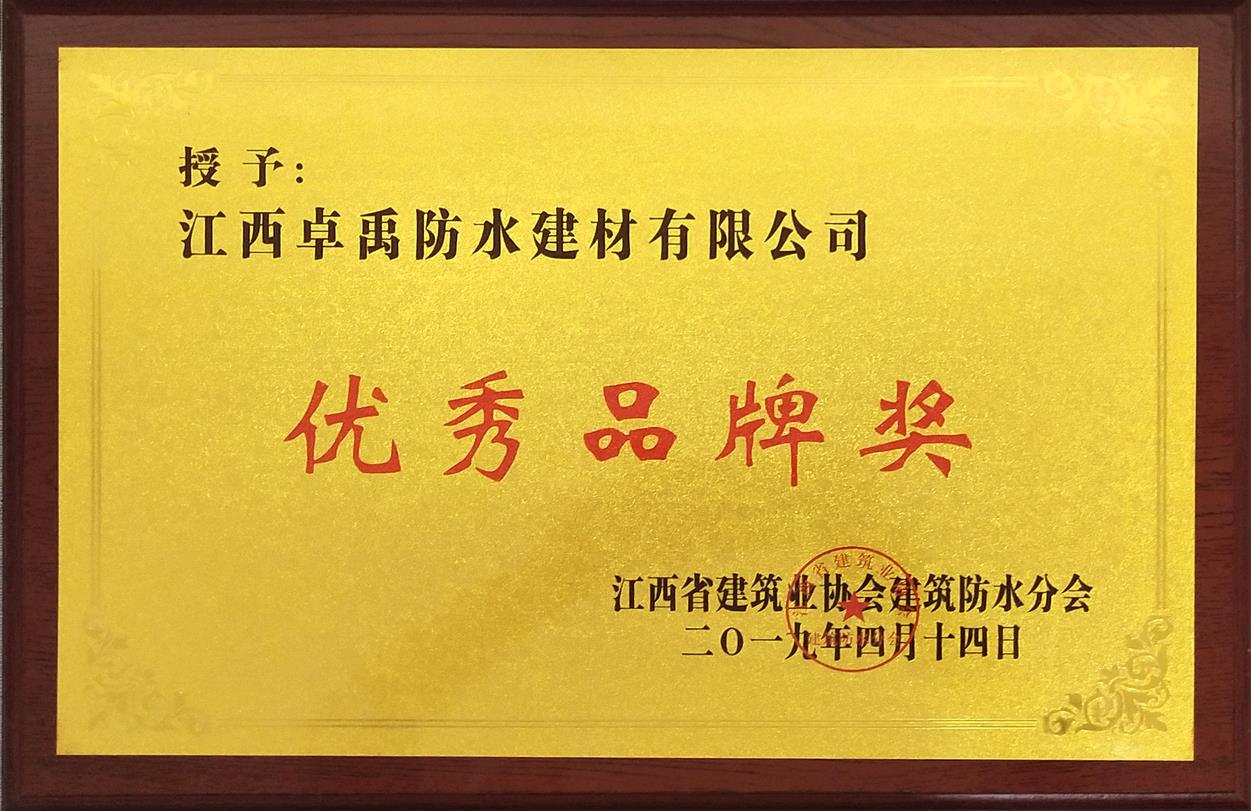 授予:
江西卓禹防水建材有限公司
优秀品牌奖
江西省建筑业协会建筑防水分会
二〇一九年四月十四日